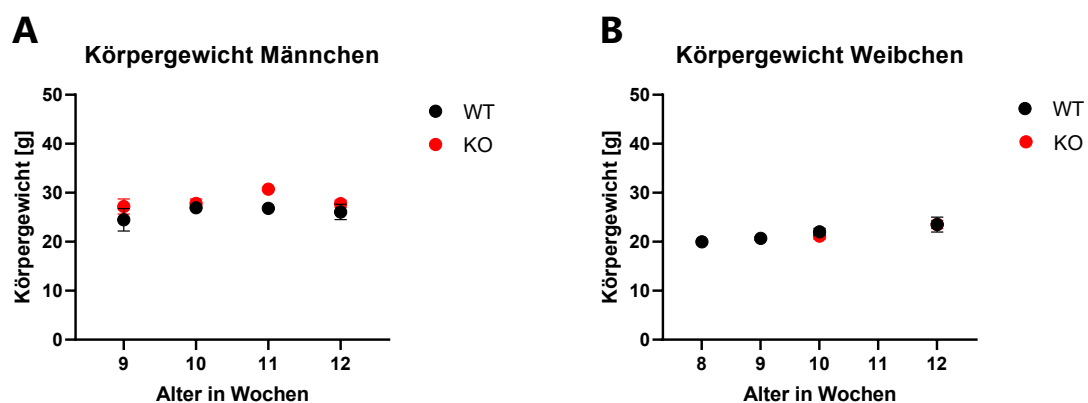 A
Körpergewicht Männchen
50
40
30
20
10
0
Körpergewicht [g]
9 10 11 12
Alter in Wochen
WT
KO
B
Körpergewicht Weibchen
50
40
30
20
10
0
Körpergewicht [g]
8 9 10 11 12
Alter in Wochen
WT
KO